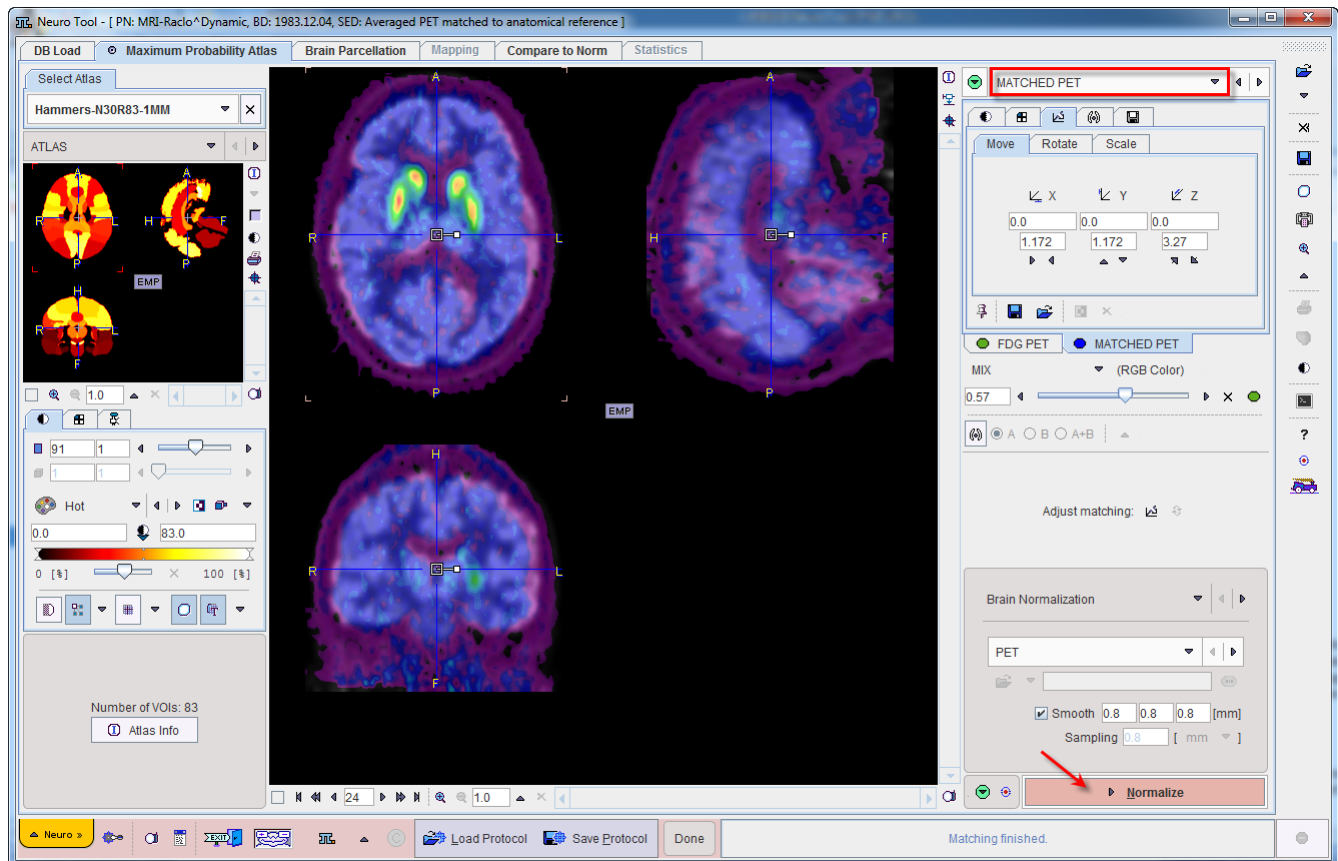 Neuro Tool - [ PN: MRI-Raclo^Dynamic, BD: 1983.12.04, SED: Averaged PET matched to anatomical reference ]
DB Load Maximum Probability Atlas Brain Parcellation Mapping Compare to Norm Statistics
Select Atlas
Hammers-N30R83-1MM
ATLAS
A
R
L
P
A
H
F
P
EMP
H
R
L
F
1.0
91 1
1 1
Hot
0.0 83.0
0 [%] 100 [%]
Number of VOIs: 83
Atlas Info
A
R
L
P
A
H
F
P
EMP
H
R
L
F
24 1.0
MATCHED PET
Move Rotate Scale
X Y Z
0.0 0.0 0.0
1.172 1.172 3.27
FDG PET MATCHED PET
MIX (RGB Color)
0.57
A B A+B
Adjust matching:
Brain Normalization
PET
Smooth 0.8 0.8 0.8 [mm]
Sampling 0.8 [ mm ]
Normalize
?
Neuro »
EXIT
Load Protocol Save Protocol Done Matching finished.